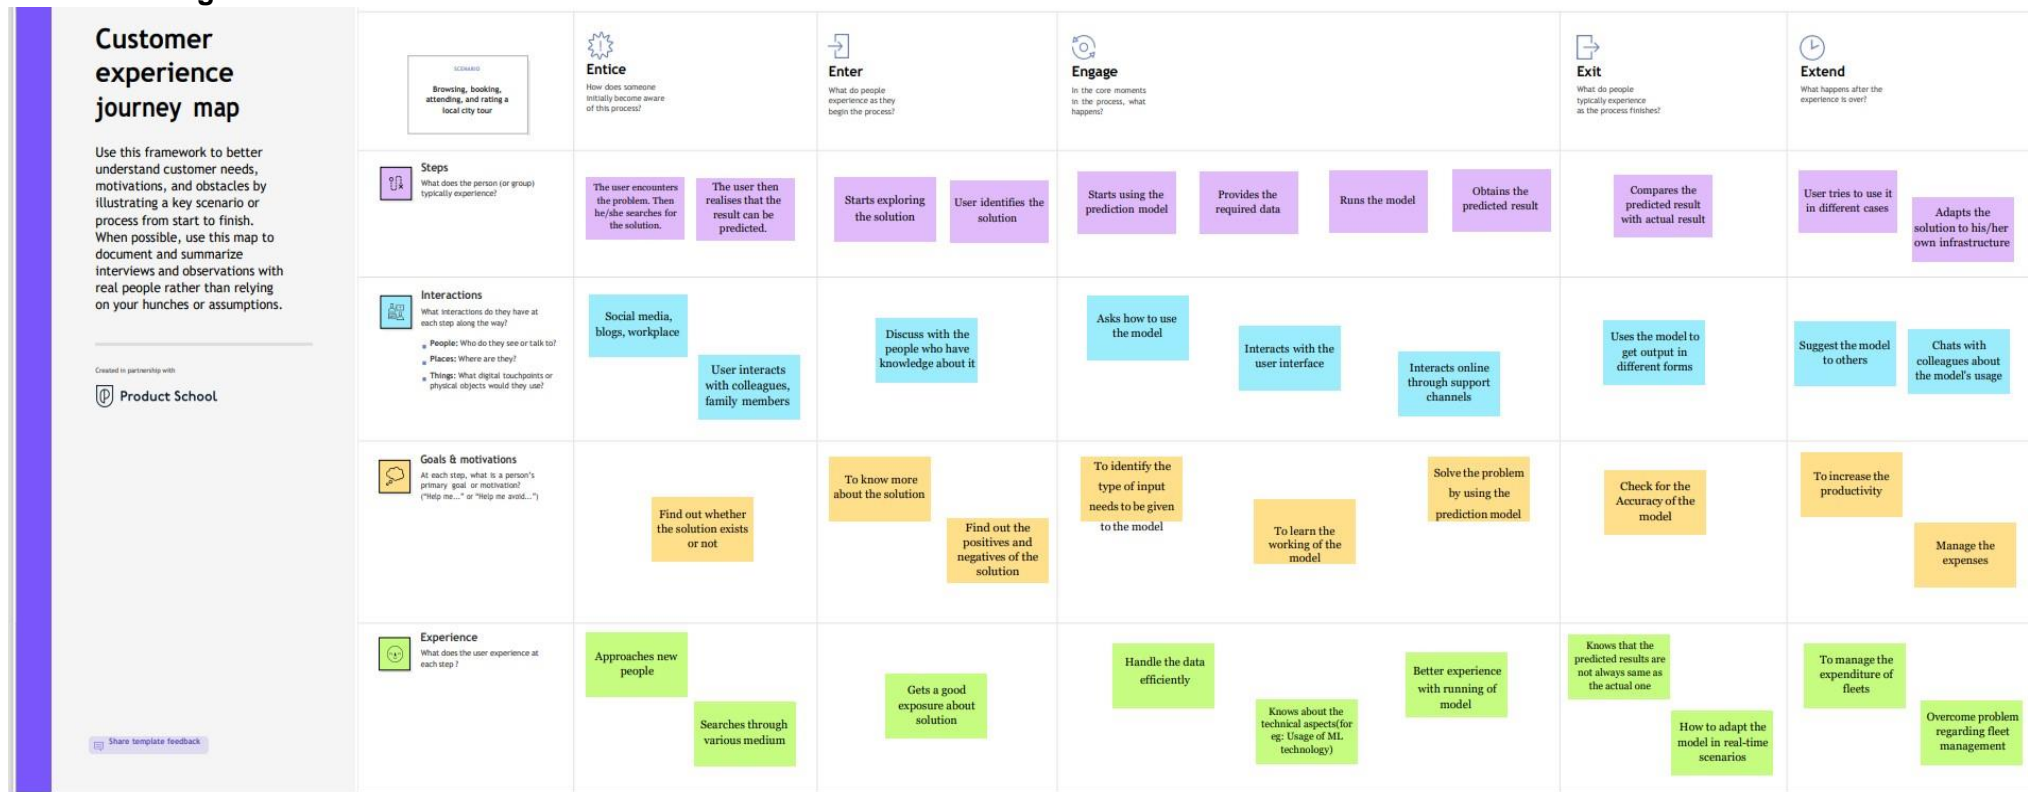 Customer
experience
journey map
Use this framework to better
understand customer needs,
motivations, and obstacles by
illustrating a key scenario or
process from start to finish.
When possible, use this map to
document and summarize
interviews and observations with
real people rather than relying
on your hunches or assumptions.
Created in partnership with
Product School
Share template feedback
SCENARIO
Browsing, booking,
attending, and rating a
local city tour
Entice
How does someone
initially become aware
of this process?
Enter
What do people
experience as they
begin the process?
Engage
In the core moments
in the process, what
happens?
Exit
What do people
typically experience
as the process finishes?
Extend
What happens after the
experience is over?
Steps
What does the person (or group)
typically experience?
The user encounters
the problem. Then
he/she searches for
the solution.
The user then
realises that the
result can be
predicted.
Starts exploring
the solution
User identifies the
solution
Starts using the
prediction model
Provides the
required data
Runs the model
Obtains the
predicted result
Compares the
predicted result
with actual result
User tries to use it
in different cases
Adapts the
solution to his/her
own infrastructure
Interactions
What interactions do they have at
each step along the way?
People: Who do they see or talk to?
Places: Where are they?
Things: What digital touchpoints or
physical objects would they use?
Social media,
blogs, workplace
User interacts
with colleagues,
family members
Discuss with the
people who have
knowledge about it
Asks how to use
the model
Interacts with the
user interface
Interacts online
through support
channels
Uses the model to
get output in
different forms
Suggest the model
to others
Chats with
colleagues about
the model's usage
Goals & motivations
At each step, what is a person's
primary goal or motivation?
("Help me..." or "Help me avoid...")
Find out whether
the solution exists
or not
To know more
about the solution
Find out the
positives and
negatives of the
solution
To identify the
type of input
needs to be given
to the model
To learn the
working of the
model
Solve the problem
by using the
prediction model
Check for the
Accuracy of the
model
To increase the
productivity
Manage the
expenses
Experience
What does the user experience at
each step ?
Approaches new
people
Searches through
various medium
Gets a good
exposure about
solution
Handle the data
efficiently
Knows about the
technical aspects(for
eg: Usage of ML
technology)
Better experience
with running of
model
Knows that the
predicted results are
not always same as
the actual one
How to adapt the
model in real-time
scenarios
To manage the
expenditure of
fleets
Overcome problem
regarding fleet
management